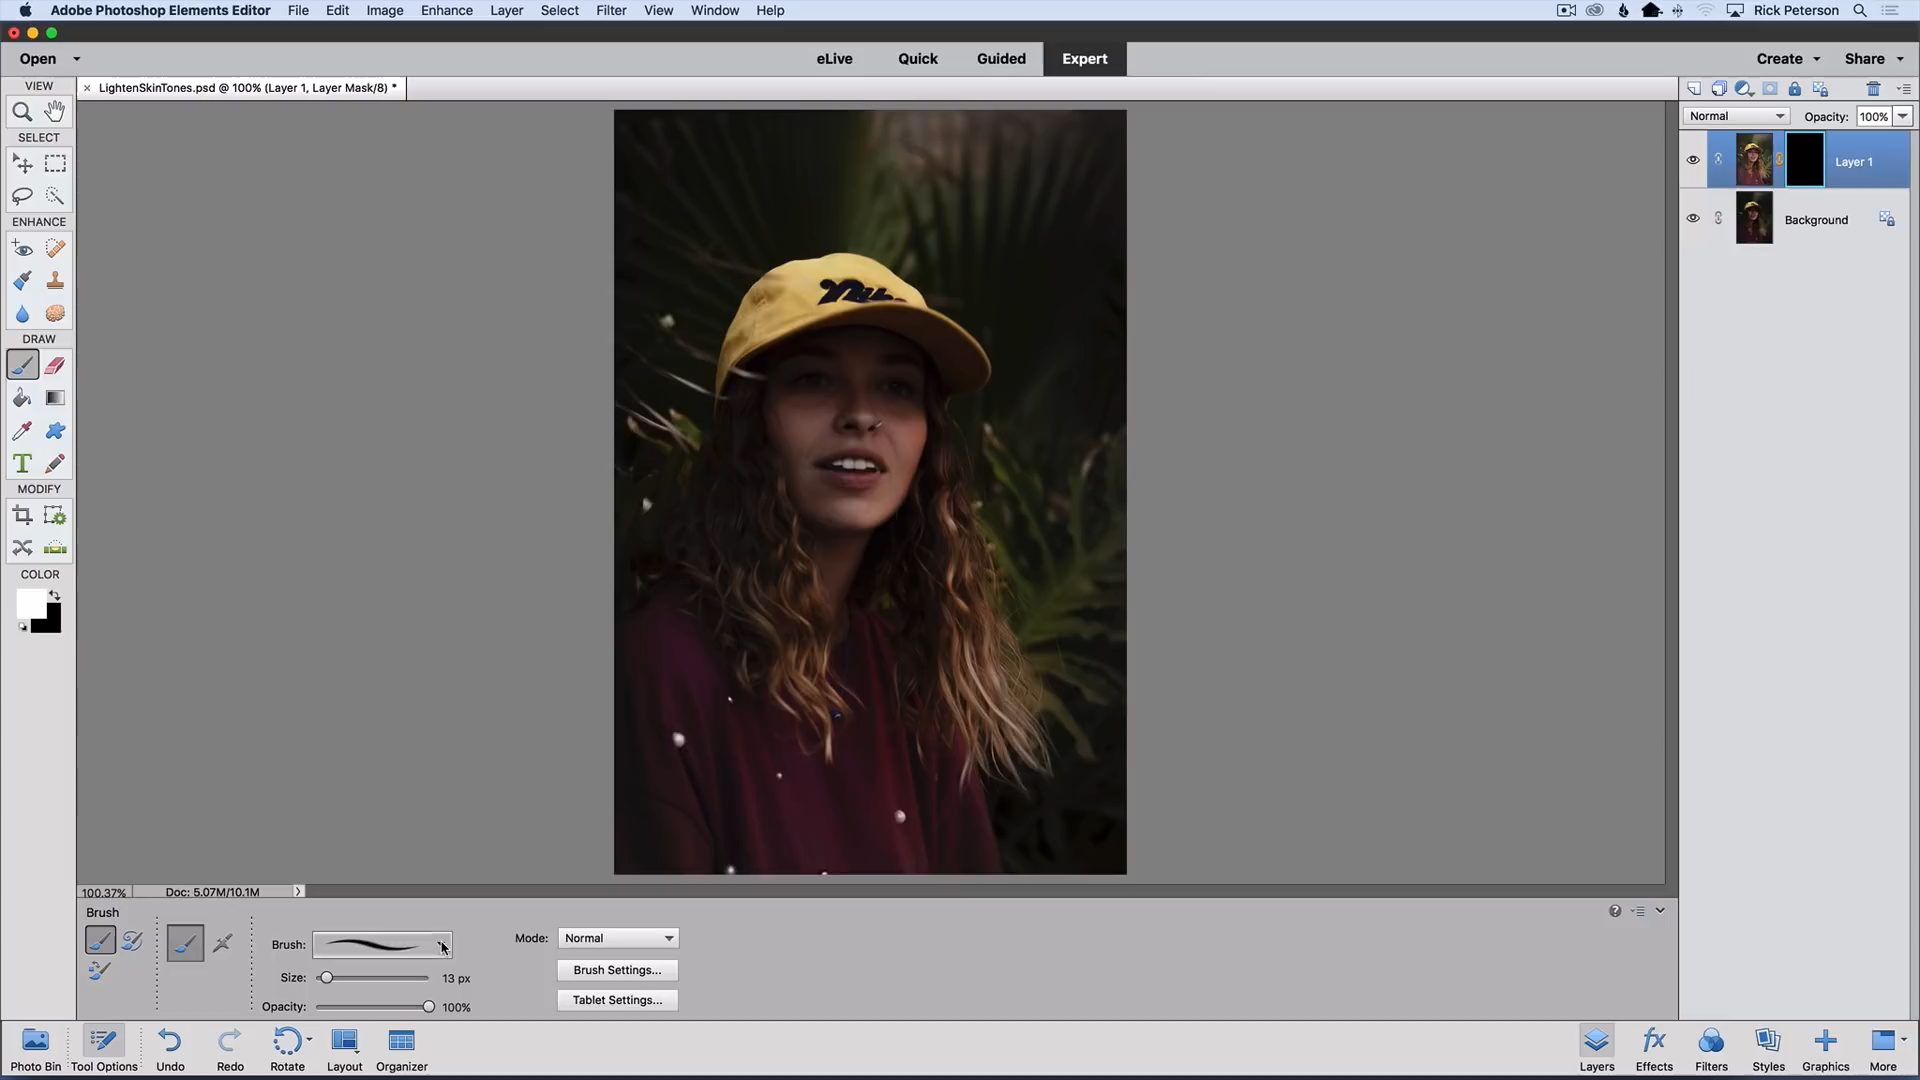 Adobe Photoshop Elements Editor File Edit Image Enhance Layer Select Filter View Window Help Rick Peterson
Open eLive Quick Guided Expert Create Share
VIEW × LightenSkinTones.psd @ 100% (Layer 1, Layer Mask/8) *
Normal Opacity: 100%
SELECT
Layer 1
Background
ENHANCE
DRAW
T
MODIFY
COLOR
100.37% Doc: 5.07M/10.1M
Brush
Brush: Mode: Normal
Size: 13 px Brush Settings...
Opacity: 100% Tablet Settings...
Photo Bin Tool Options Undo Redo Rotate Layout Organizer fx Layers Effects Filters Styles Graphics More